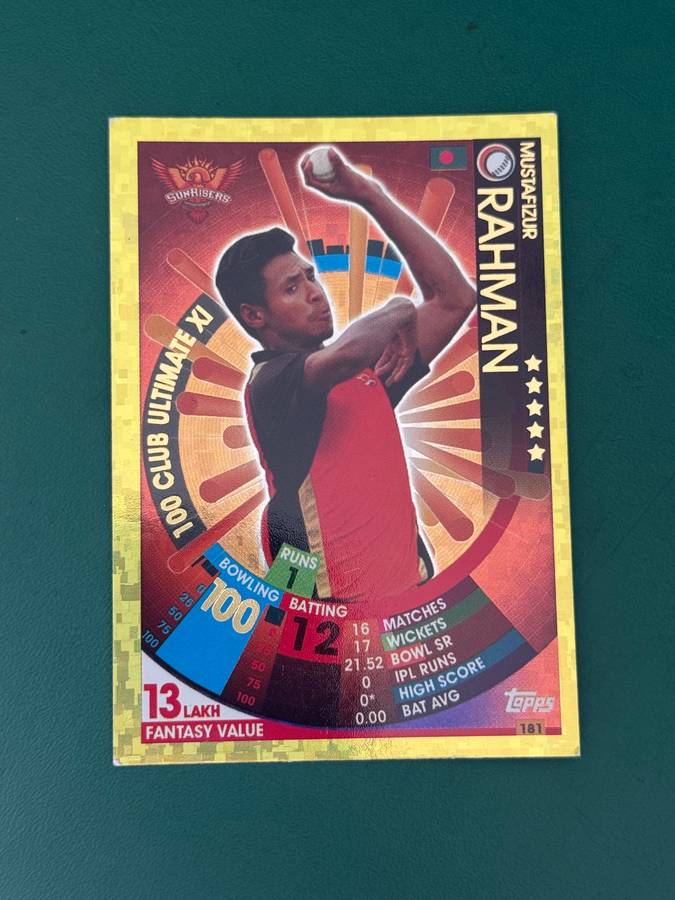 SUNRISERS
MUSTAFIZUR
RAHMAN
100 CLUB ULTIMATE XI
RUNS
1
BOWLING
100
BATTING
12
0
25
50
75
100
50
75
100
16 MATCHES
17 WICKETS
21.52 BOWL SR
0 IPL RUNS
0* HIGH SCORE
0.00 BAT AVG
13 LAKH
FANTASY VALUE
Topps
181